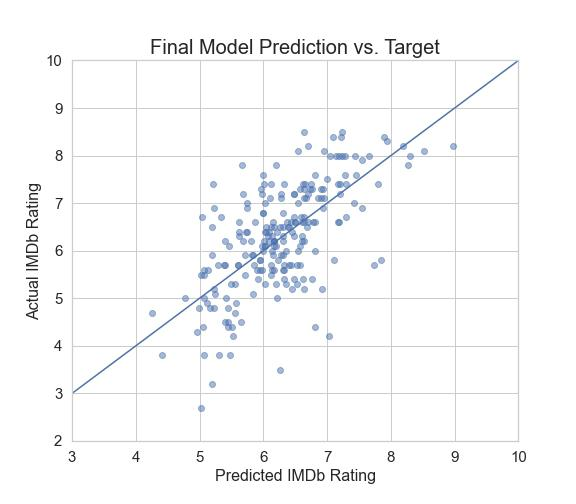 Final Model Prediction vs. Target
10
9
8
7
6
5
4
3
2
Actual IMDb Rating
3 4 5 6 7 8 9 10
Predicted IMDb Rating